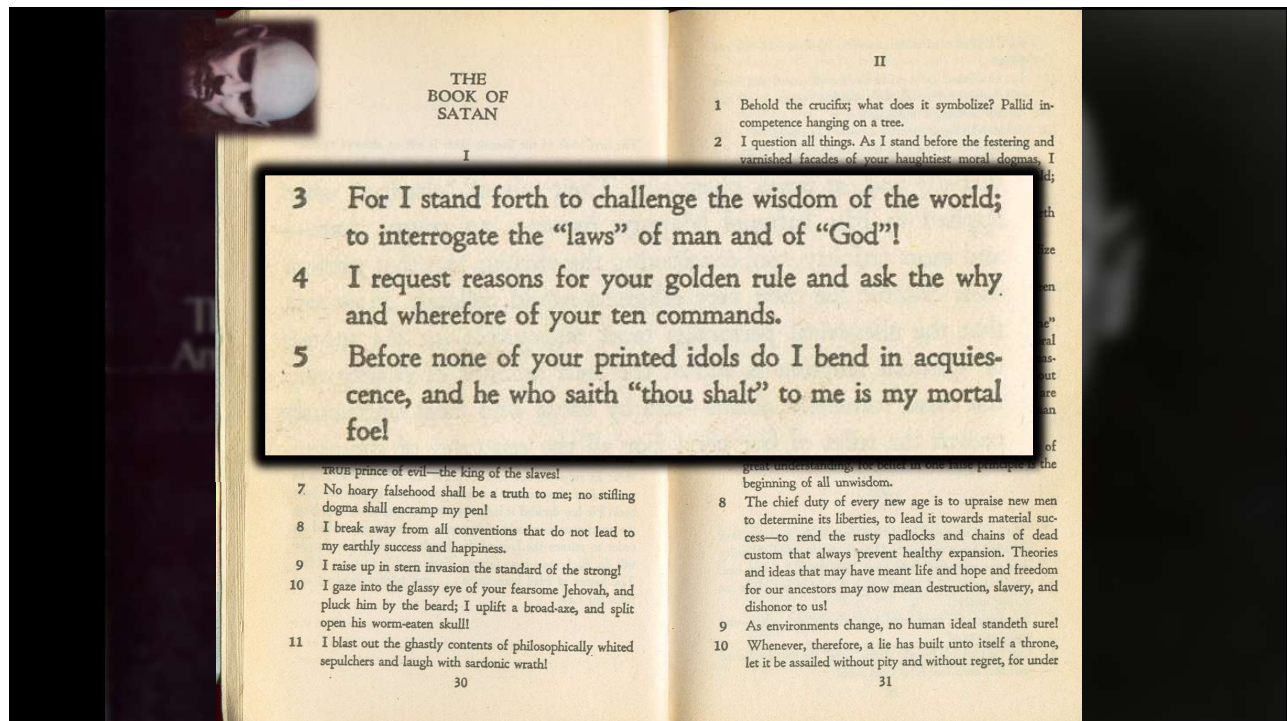 THE
BOOK OF
SATAN
I
3 For I stand forth to challenge the wisdom of the world;
to interrogate the “laws” of man and of “God”!
4 I request reasons for your golden rule and ask the why
and wherefore of your ten commands.
5 Before none of your printed idols do I bend in acquies-
cence, and he who saith “thou shalt” to me is my mortal
foe!
TRUE prince of evil—the king of the slaves!
7 No hoary falsehood shall be a truth to me; no stifling
dogma shall encramp my pen!
8 I break away from all conventions that do not lead to
my earthly success and happiness.
9 I raise up in stern invasion the standard of the strong!
10 I gaze into the glassy eye of your fearsome Jehovah, and
pluck him by the beard; I uplift a broad-axe, and split
open his worm-eaten skull!
11 I blast out the ghastly contents of philosophically whited
sepulchers and laugh with sardonic wrath!
30
II
1 Behold the crucifix; what does it symbolize? Pallid in-
competence hanging on a tree.
2 I question all things. As I stand before the festering and
varnished facades of your haughtiest moral dogmas, I
of
great understanding, for belief in one false principle is the
beginning of all unwisdom.
8 The chief duty of every new age is to upraise new men
to determine its liberties, to lead it towards material suc-
cess—to rend the rusty padlocks and chains of dead
custom that always prevent healthy expansion. Theories
and ideas that may have meant life and hope and freedom
for our ancestors may now mean destruction, slavery, and
dishonor to us!
9 As environments change, no human ideal standeth sure!
10 Whenever, therefore, a lie has built unto itself a throne,
let it be assailed without pity and without regret, for under
31